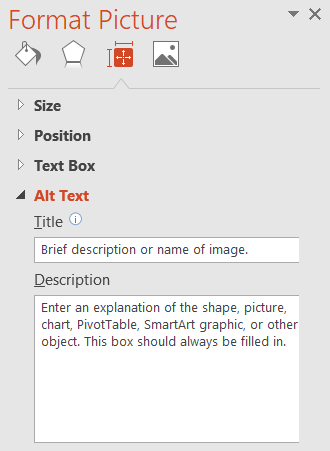 Format Picture
Size
Position
Text Box
Alt Text
Title
Brief description or name of image.
Description
Enter an explanation of the shape, picture,
chart, PivotTable, SmartArt graphic, or other
object. This box should always be filled in.